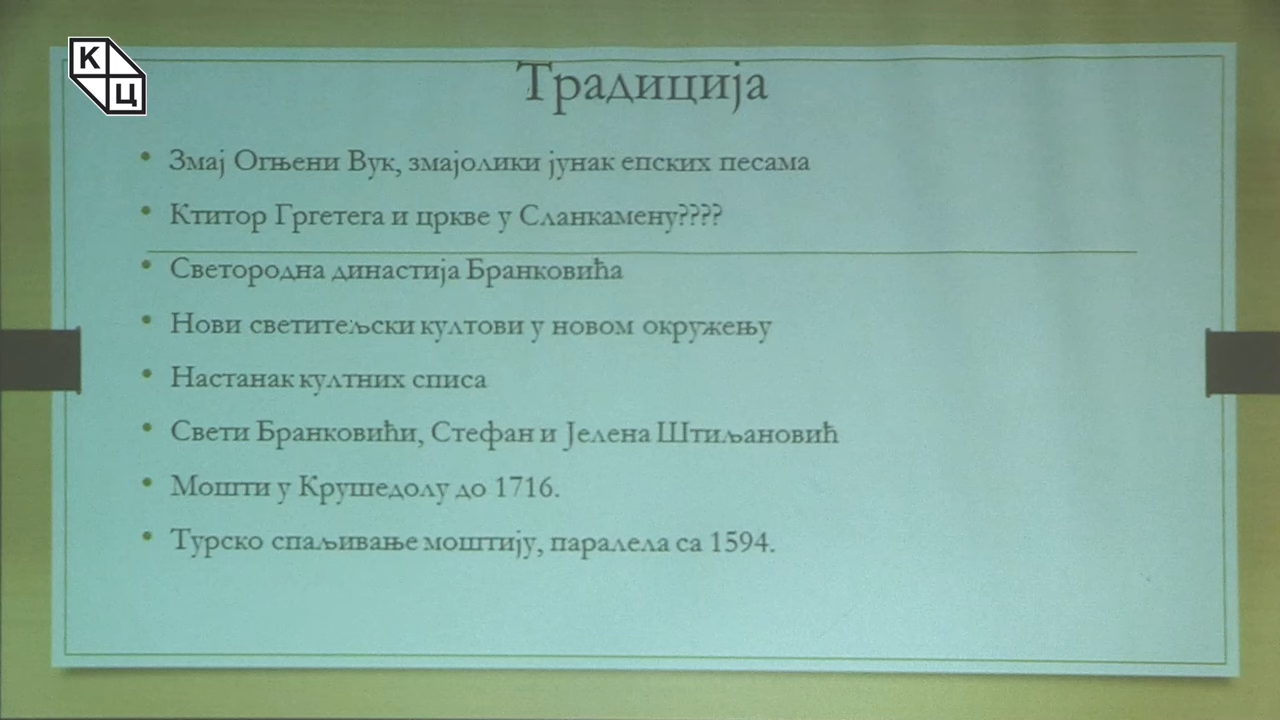 К
Ц
Традиција
• Змај Огњени Вук, змајолики јунак епских песама
• Ктитор Гргетега и цркве у Сланкамену????
• Светородна династија Бранковића
• Нови светитељски култови у новом окружењу
• Настанак култних списа
• Свети Бранковићи, Стефан и Јелена Штиљановић
• Мошти у Крушедолу до 1716.
• Турско спаљивање моштију, паралела са 1594.